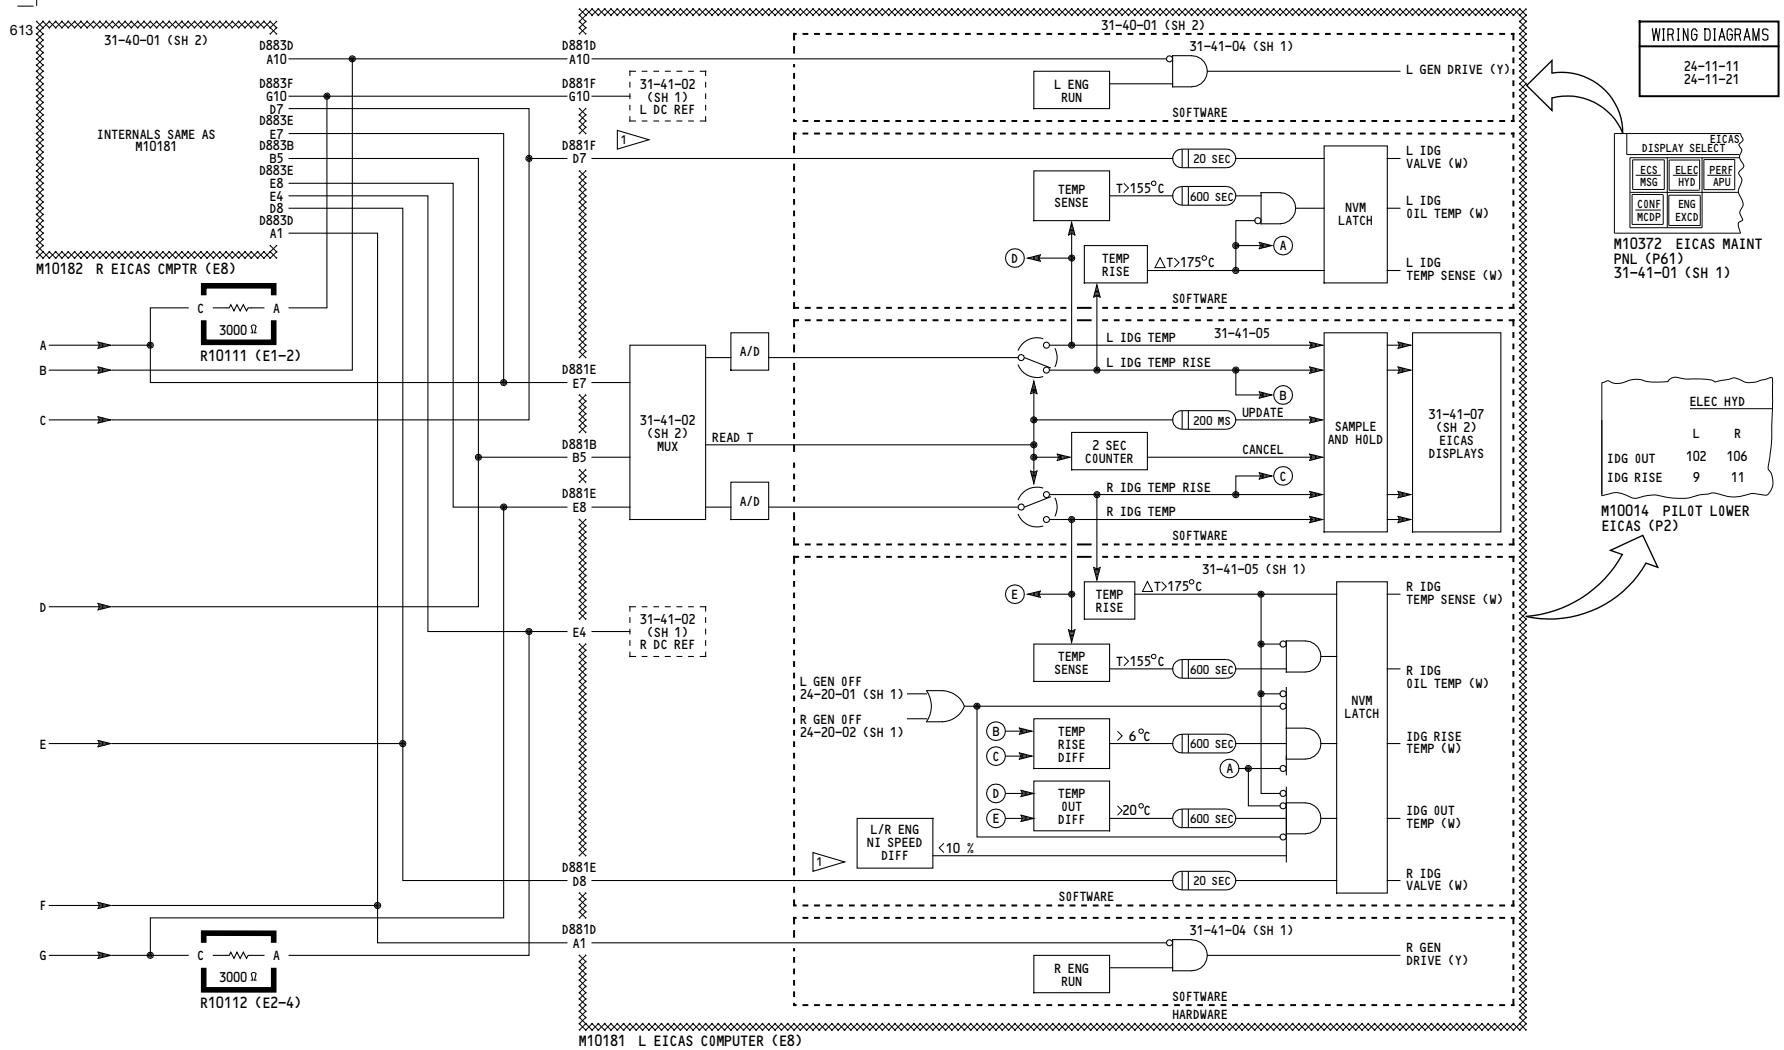 613
31-40-01 (SH 2)
D883D
A10
D883F
G10
D7
D883E
E7
D883B
B5
D883E
E8
E4
D8
D883D
A1
INTERNALS SAME AS
M10181
M10182 R EICAS CMPTR (E8)
C A
3000 Ω
R10111 (E1-2)
A
B
C
D
E
F
G
C A
3000 Ω
R10112 (E2-4)
D881D
A10
D881F
G10
D881F
D7
D881E
E7
D881B
B5
D881E
E8
E4
D881E
D8
D881D
A1
31-41-02
(SH 1)
L DC REF
1
31-41-02
(SH 2)
MUX
31-41-02
(SH 1)
R DC REF
A/D
READ T
A/D
31-40-01 (SH 2)
31-41-04 (SH 1)
L ENG
RUN
L GEN DRIVE (Y)
SOFTWARE
20 SEC
L IDG
VALVE (W)
TEMP
SENSE
T>155°C
600 SEC
NVM
LATCH
L IDG
OIL TEMP (W)
D
TEMP
RISE
△T>175°C
A
L IDG
TEMP SENSE (W)
SOFTWARE
31-41-05
L IDG TEMP
L IDG TEMP RISE
B
200 MS
UPDATE
2 SEC
COUNTER
CANCEL
C
R IDG TEMP RISE
R IDG TEMP
SAMPLE
AND HOLD
31-41-07
(SH 2)
EICAS
DISPLAYS
SOFTWARE
31-41-05 (SH 1)
E
TEMP
RISE
△T>175°C
R IDG
TEMP SENSE (W)
TEMP
SENSE
T>155°C
600 SEC
R IDG
OIL TEMP (W)
L GEN OFF
24-20-01 (SH 1)
R GEN OFF
24-20-02 (SH 1)
NVM
LATCH
B
C
TEMP
RISE
DIFF
> 6°C
600 SEC
IDG RISE
TEMP (W)
A
D
E
TEMP
OUT
DIFF
>20°C
600 SEC
IDG OUT
TEMP (W)
1
L/R ENG
NI SPEED
DIFF
<10 %
20 SEC
R IDG
VALVE (W)
SOFTWARE
31-41-04 (SH 1)
R ENG
RUN
R GEN
DRIVE (Y)
SOFTWARE
HARDWARE
M10181 L EICAS COMPUTER (E8)
WIRING DIAGRAMS
24-11-11
24-11-21
EICAS
DISPLAY SELECT
ECS
MSG
ELEC
HYD
PERF
APU
CONF
MCDP
ENG
EXCD
M10372 EICAS MAINT
PNL (P61)
31-41-01 (SH 1)
ELEC HYD
L R
IDG OUT 102 106
IDG RISE 9 11
M10014 PILOT LOWER
EICAS (P2)